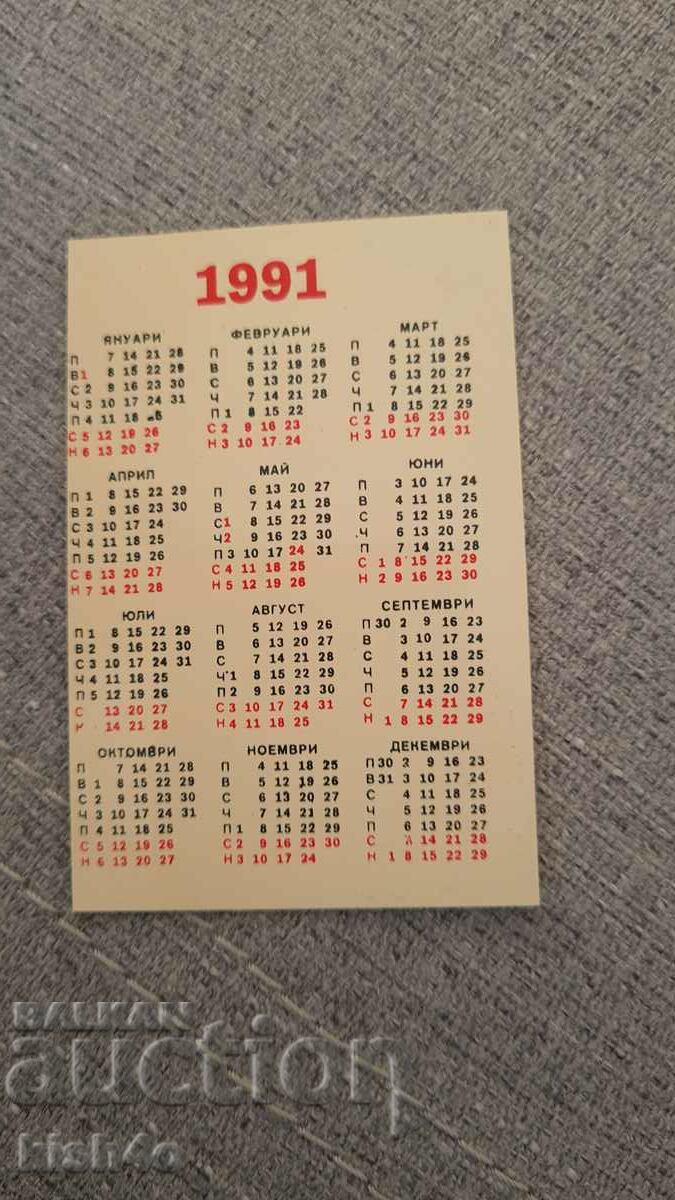 1991
ЯНУАРИ
П 7 14 21 28
В 1 8 15 22 29
С 2 9 16 23 30
Ч 3 10 17 24 31
П 4 11 18
С 5 12 19 26
Н 6 13 20 27
ФЕВРУАРИ
П 4 11 18 25
В 5 12 19 26
С 6 13 20 27
Ч 7 14 21 28
П 1 8 15 22
С 2 9 16 23
Н 3 10 17 24
МАРТ
П 4 11 18 25
В 5 12 19 26
С 6 13 20 27
Ч 7 14 21 28
П 1 8 15 22 29
С 2 9 16 23 30
Н 3 10 17 24 31
АПРИЛ
П 1 8 15 22 29
В 2 9 16 23 30
С 3 10 17 24
Ч 4 11 18 25
П 5 12 19 26
С 6 13 20 27
Н 7 14 21 28
МАЙ
П 6 13 20 27
В 7 14 21 28
С 1 8 15 22 29
Ч 2 9 16 23 30
П 3 10 17 24 31
С 4 11 18 25
Н 5 12 19 26
ЮНИ
П 3 10 17 24
В 4 11 18 25
С 5 12 19 26
Ч 6 13 20 27
П 7 14 21 28
С 1 8 15 22 29
Н 2 9 16 23 30
ЮЛИ
П 1 8 15 22 29
В 2 9 16 23 30
С 3 10 17 24 31
Ч 4 11 18 25
П 5 12 19 26
С 13 20 27
Н 14 21 28
АВГУСТ
П 5 12 19 26
В 6 13 20 27
С 7 14 21 28
Ч 1 8 15 22 29
П 2 9 16 23 30
С 3 10 17 24 31
Н 4 11 18 25
СЕПТЕМВРИ
П 30 2 9 16 23
В 3 10 17 24
С 4 11 18 25
Ч 5 12 19 26
П 6 13 20 27
С 7 14 21 28
Н 1 8 15 22 29
ОКТОМВРИ
П 7 14 21 28
В 1 8 15 22 29
С 2 9 16 23 30
Ч 3 10 17 24 31
П 4 11 18 25
С 5 12 19 26
Н 6 13 20 27
НОЕМВРИ
П 4 11 18 25
В 5 12 19 26
С 6 13 20 27
Ч 7 14 21 28
П 1 8 15 22 29
С 2 9 16 23 30
Н 3 10 17 24
ДЕКЕМВРИ
П 30 2 9 16 23
В 31 3 10 17 24
С 4 11 18 25
Ч 5 12 19 26
П 6 13 20 27
С 14 21 28
Н 1 8 15 22 29
BALKAN
auction
kish4o